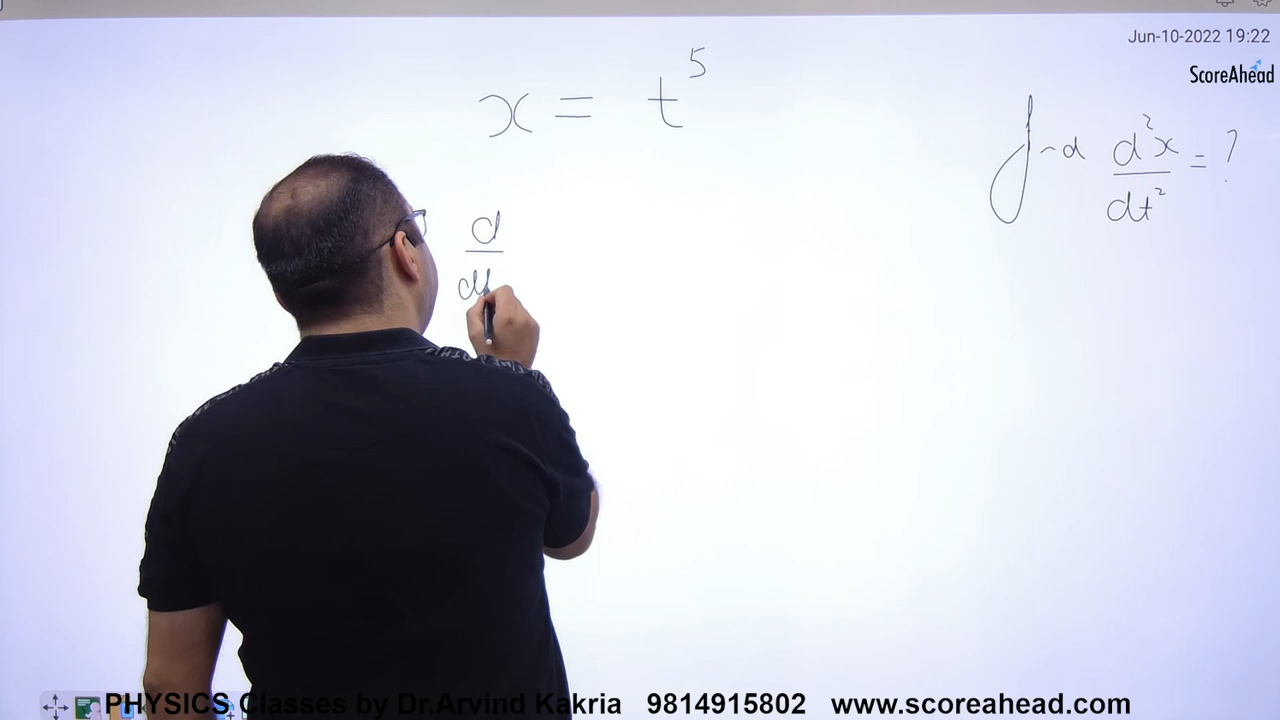 Jun-10-2022 19:22
ScoreAhead
x = t⁵
d²x/dt² = ?
d/dt
PHYSICS Classes by Dr.Arvind Kakria 9814915802 www.scoreahead.com